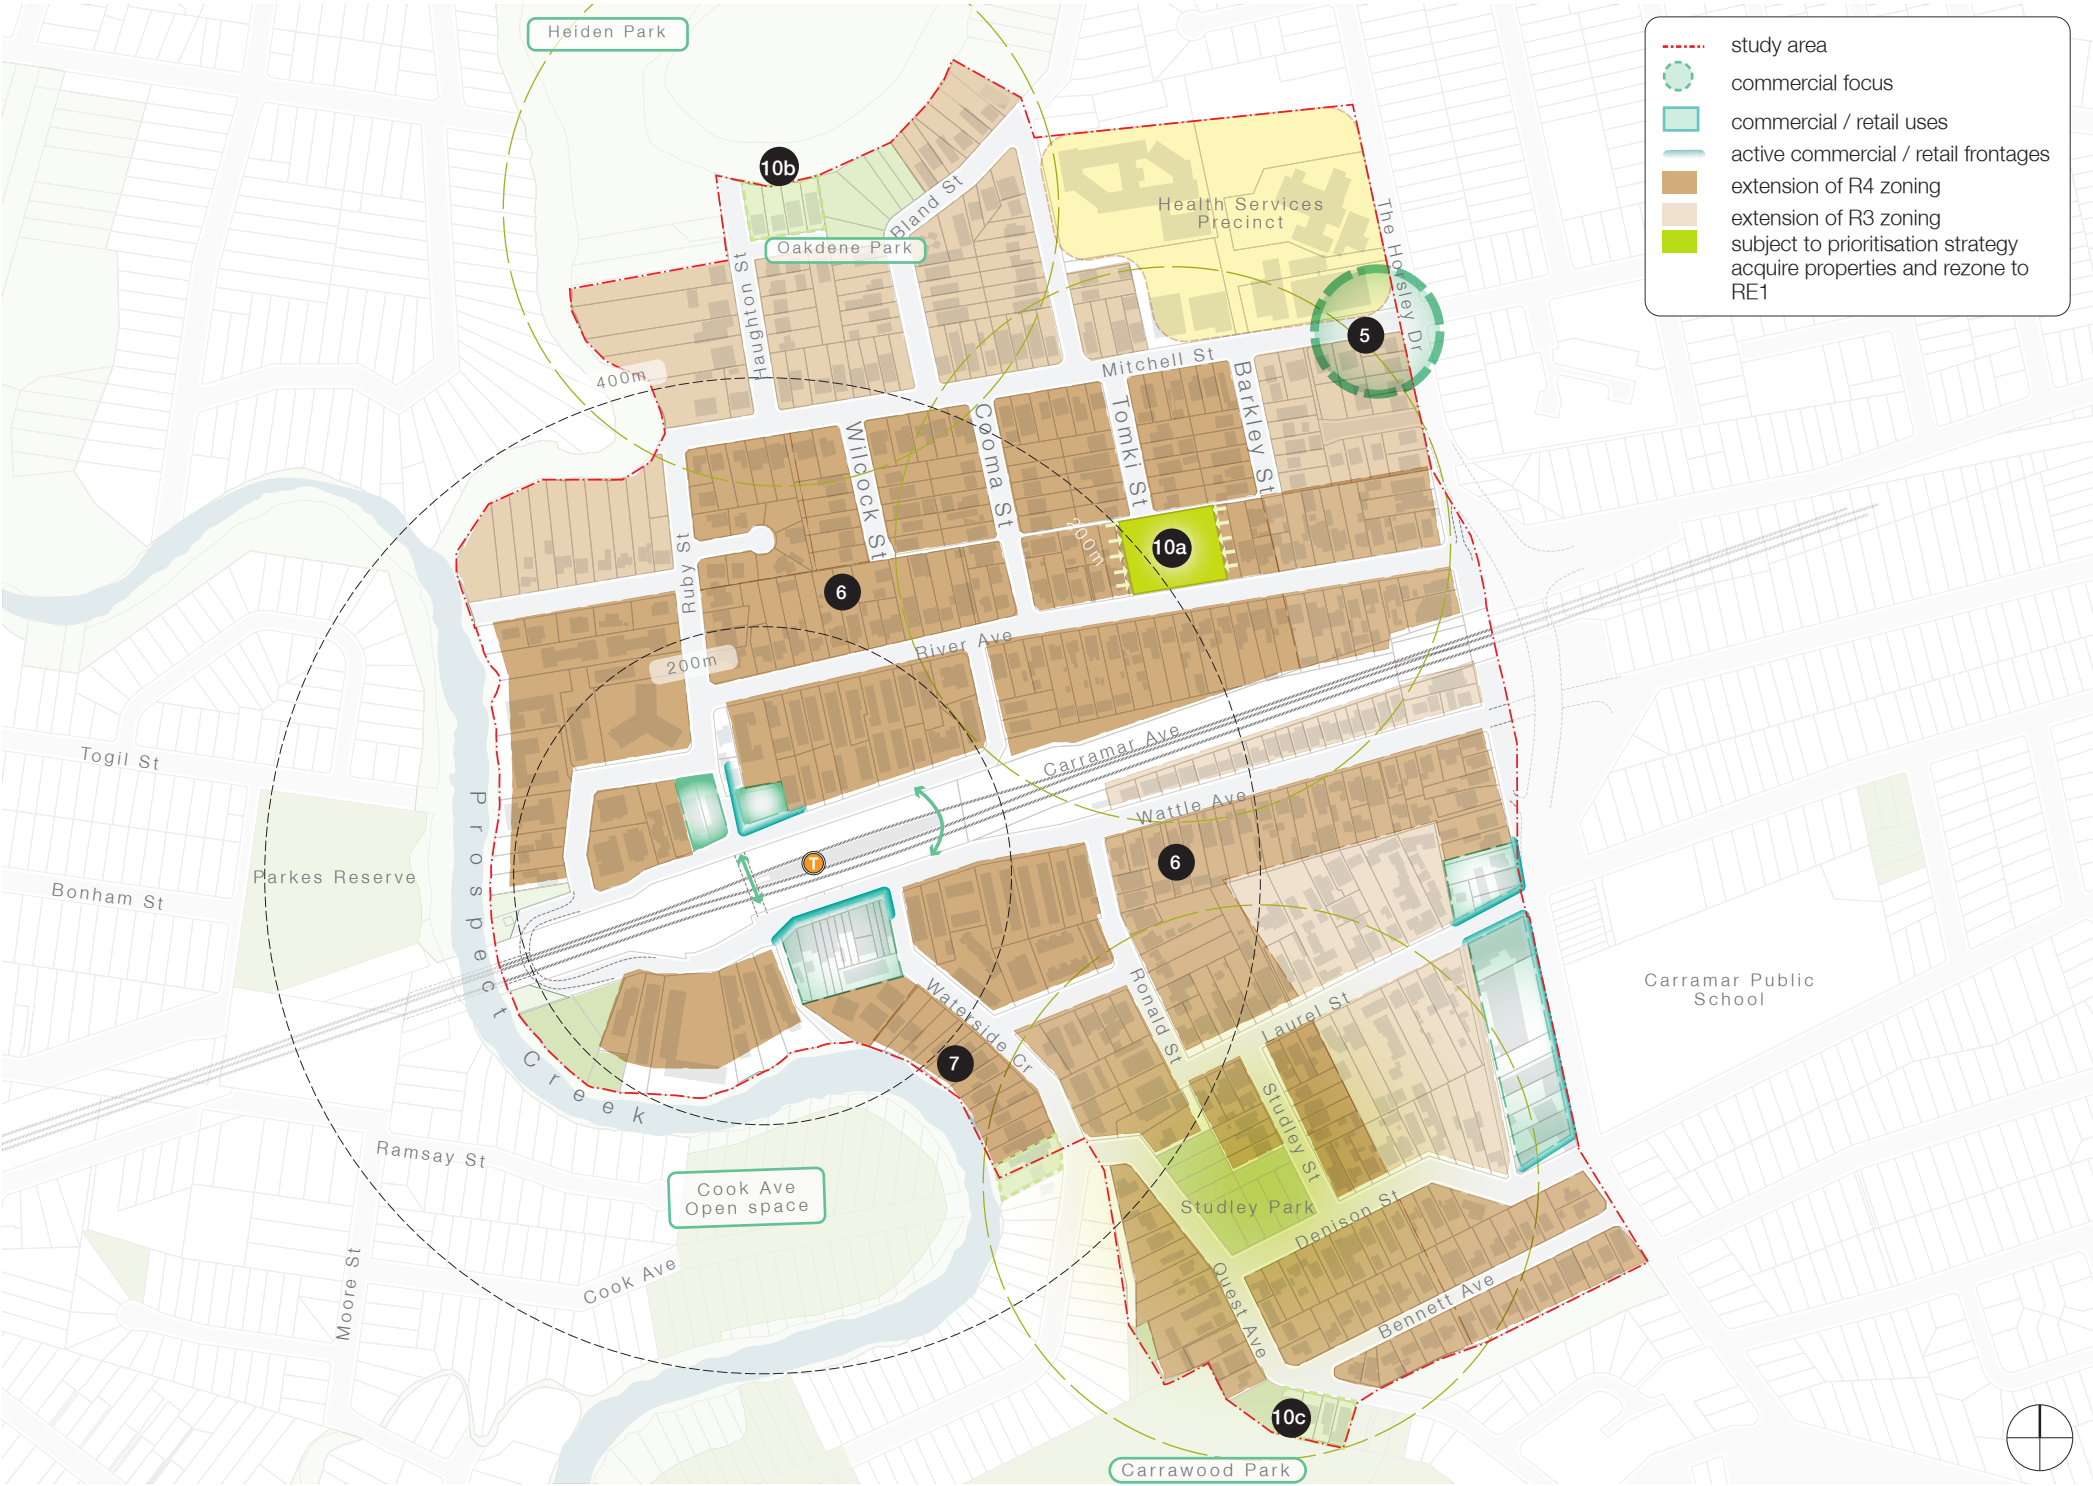 Heiden Park
study area
commercial focus
commercial / retail uses
active commercial / retail frontages
extension of R4 zoning
extension of R3 zoning
subject to prioritisation strategy
acquire properties and rezone to
RE1
10b
Bland St
Health Services
Precinct
The Horsley Dr
Oakdene Park
Haughton St
5
400m
Mitchell St
Barkley St
Tomki St
Cooma St
Wilcock St
200m
10a
Ruby St
6
River Ave
200m
Carramar Ave
Togil St
Wattle Ave
Prospect Creek
T
6
Parkes Reserve
Bonham St
Carramar Public
School
Waterside Cr
Ronald St
Laurel St
7
Studley St
Ramsay St
Cook Ave
Open space
Studley Park
Denison St
Quest Ave
Bennett Ave
Cook Ave
Moore St
10c
Carrawood Park